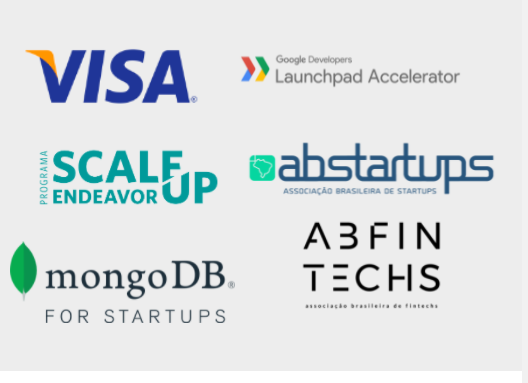 VISA
Google Developers
Launchpad Accelerator
PROGRAMA
SCALE UP
ENDEAVOR
abstartups
ASSOCIAÇÃO BRASILEIRA DE STARTUPS
mongoDB®
FOR STARTUPS
ABFIN
TECHS
associação brasileira de fintechs